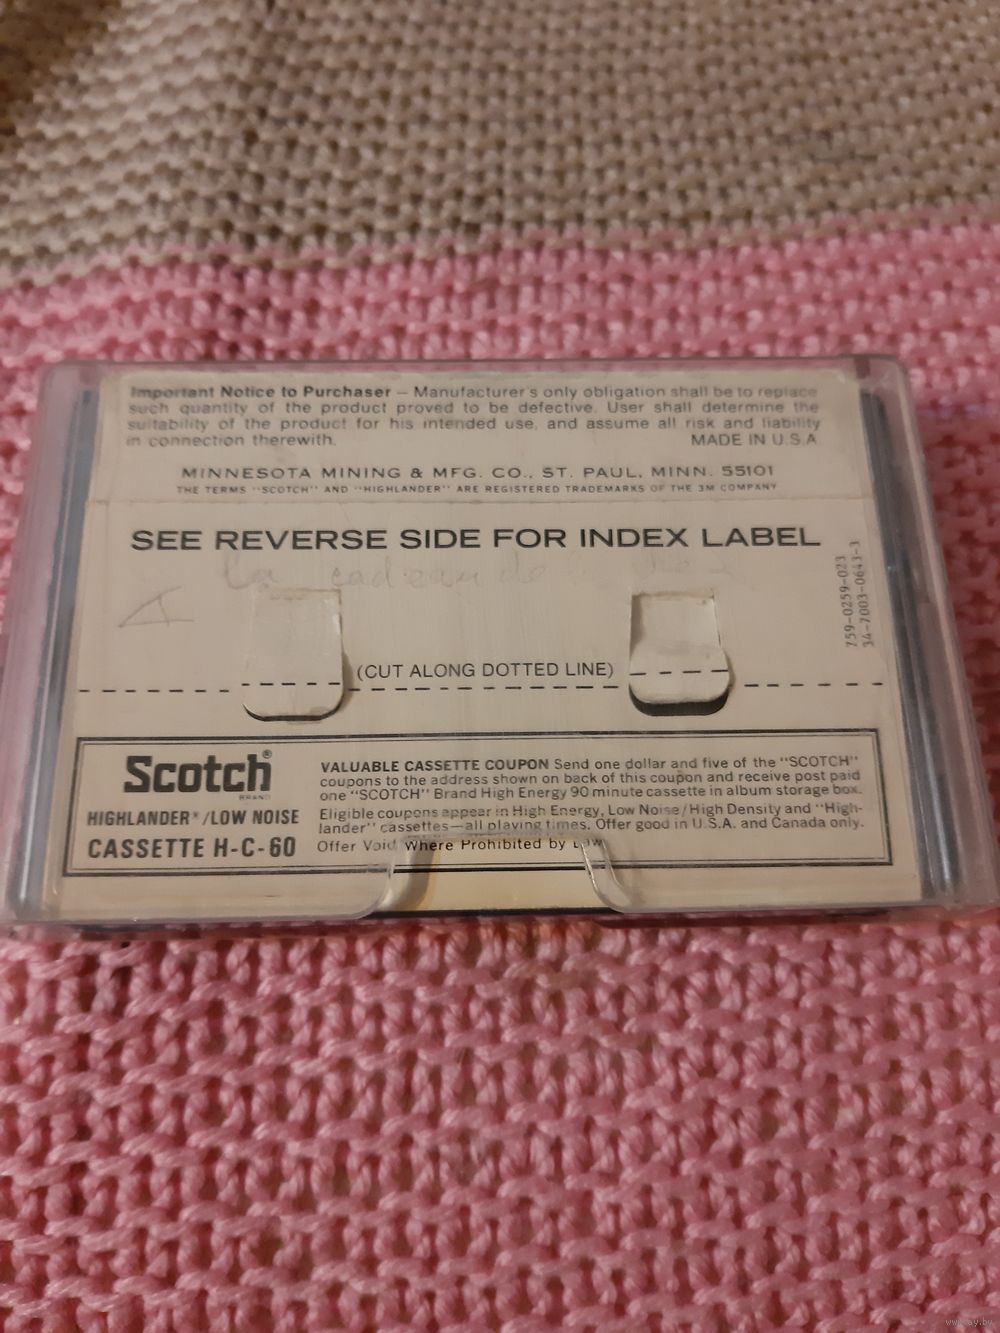 Important Notice to Purchaser — Manufacturer's only obligation shall be to replace
such quantity of the product proved to be defective. User shall determine the
suitability of the product for his intended use, and assume all risk and liability
in connection therewith. MADE IN U.S.A
MINNESOTA MINING & MFG. CO., ST. PAUL, MINN. 55101
THE TERMS "SCOTCH" AND "HIGHLANDER" ARE REGISTERED TRADEMARKS OF THE 3M COMPANY
SEE REVERSE SIDE FOR INDEX LABEL
La cadeau de
A
759-0259-023
34-7003-0643-3
(CUT ALONG DOTTED LINE)
Scotch®
BRAND
HIGHLANDER*/LOW NOISE
CASSETTE H-C-60
VALUABLE CASSETTE COUPON Send one dollar and five of the "SCOTCH"
coupons to the address shown on back of this coupon and receive post paid
one "SCOTCH" Brand High Energy 90 minute cassette in album storage box.
Eligible coupons appear in High Energy, Low Noise/High Density and "High-
lander" cassettes—all playing times. Offer good in U.S.A. and Canada only.
Offer Void Where Prohibited by Law